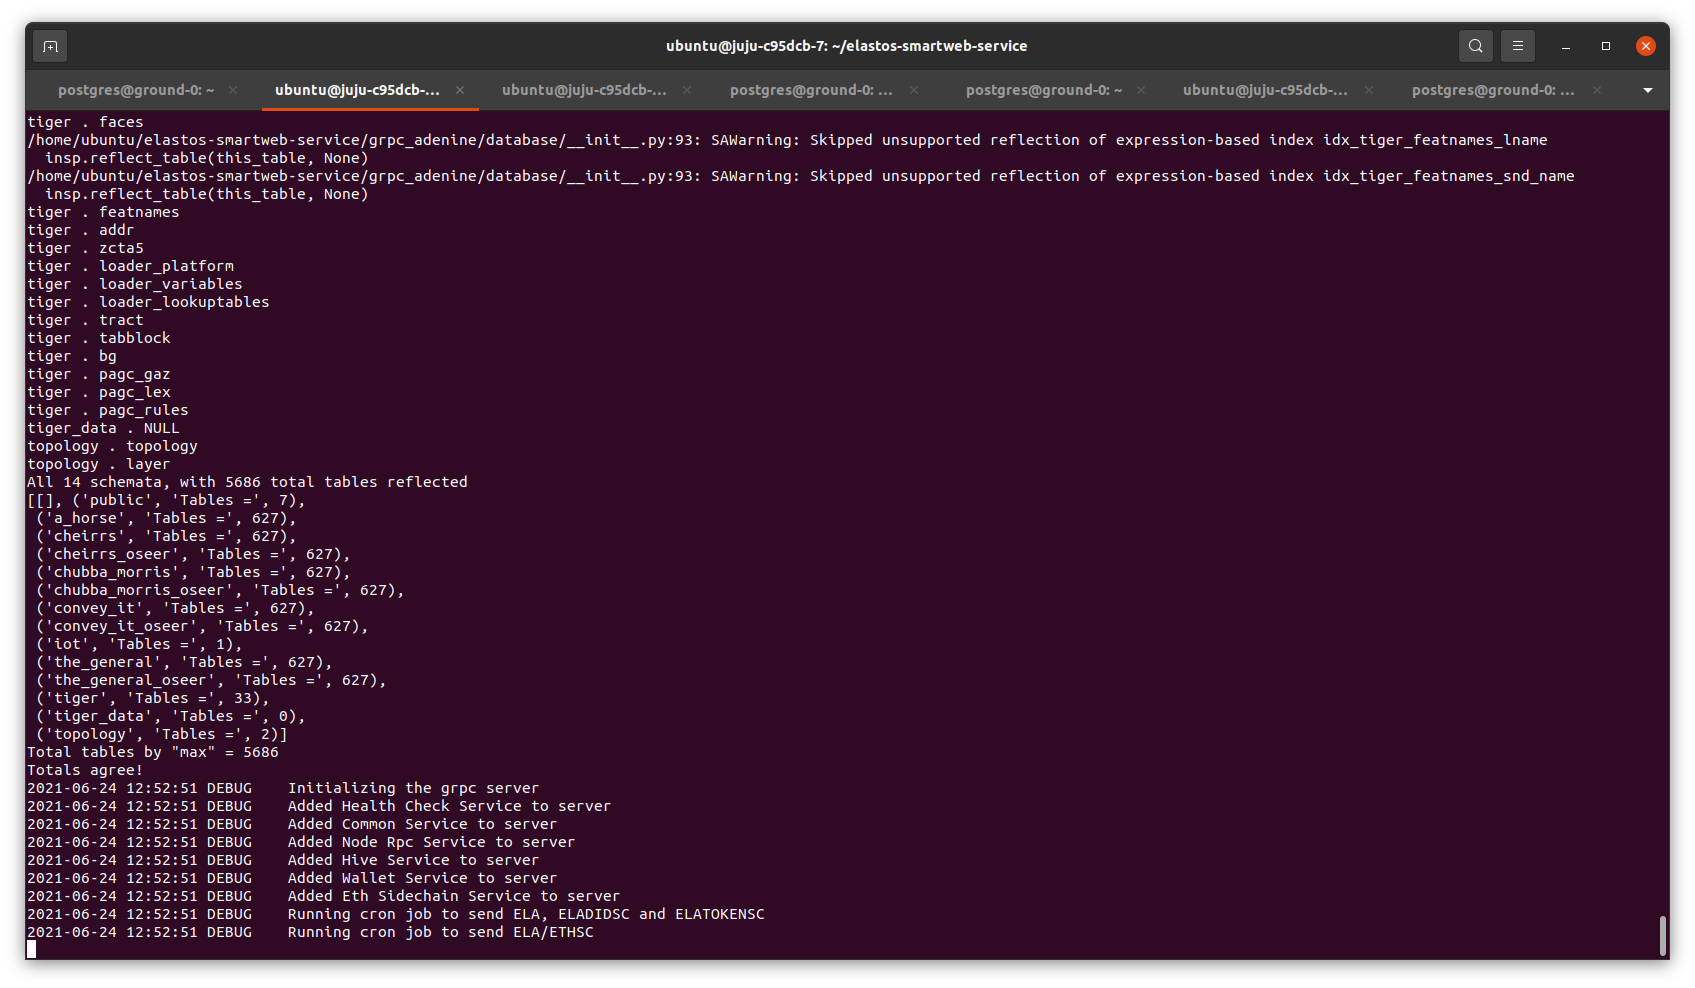 ubuntu@juju-c95dcb-7: ~/elastos-smartweb-service
postgres@ground-0: ~
ubuntu@juju-c95dcb-...
ubuntu@juju-c95dcb-...
postgres@ground-0: ...
postgres@ground-0: ~
ubuntu@juju-c95dcb-...
postgres@ground-0: ...
tiger . faces
/home/ubuntu/elastos-smartweb-service/grpc_adenine/database/__init__.py:93: SAWarning: Skipped unsupported reflection of expression-based index idx_tiger_featnames_lname
  insp.reflect_table(this_table, None)
/home/ubuntu/elastos-smartweb-service/grpc_adenine/database/__init__.py:93: SAWarning: Skipped unsupported reflection of expression-based index idx_tiger_featnames_snd_name
  insp.reflect_table(this_table, None)
tiger . featnames
tiger . addr
tiger . zcta5
tiger . loader_platform
tiger . loader_variables
tiger . loader_lookuptables
tiger . tract
tiger . tabblock
tiger . bg
tiger . pagc_gaz
tiger . pagc_lex
tiger . pagc_rules
tiger_data . NULL
topology . topology
topology . layer
All 14 schemata, with 5686 total tables reflected
[[], ('public', 'Tables =', 7),
 ('a_horse', 'Tables =', 627),
 ('cheirrs', 'Tables =', 627),
 ('cheirrs_oseer', 'Tables =', 627),
 ('chubba_morris', 'Tables =', 627),
 ('chubba_morris_oseer', 'Tables =', 627),
 ('convey_it', 'Tables =', 627),
 ('convey_it_oseer', 'Tables =', 627),
 ('iot', 'Tables =', 1),
 ('the_general', 'Tables =', 627),
 ('the_general_oseer', 'Tables =', 627),
 ('tiger', 'Tables =', 33),
 ('tiger_data', 'Tables =', 0),
 ('topology', 'Tables =', 2)]
Total tables by "max" = 5686
Totals agree!
2021-06-24 12:52:51 DEBUG    Initializing the grpc server
2021-06-24 12:52:51 DEBUG    Added Health Check Service to server
2021-06-24 12:52:51 DEBUG    Added Common Service to server
2021-06-24 12:52:51 DEBUG    Added Node Rpc Service to server
2021-06-24 12:52:51 DEBUG    Added Hive Service to server
2021-06-24 12:52:51 DEBUG    Added Wallet Service to server
2021-06-24 12:52:51 DEBUG    Added Eth Sidechain Service to server
2021-06-24 12:52:51 DEBUG    Running cron job to send ELA, ELADIDSC and ELATOKENSC
2021-06-24 12:52:51 DEBUG    Running cron job to send ELA/ETHSC